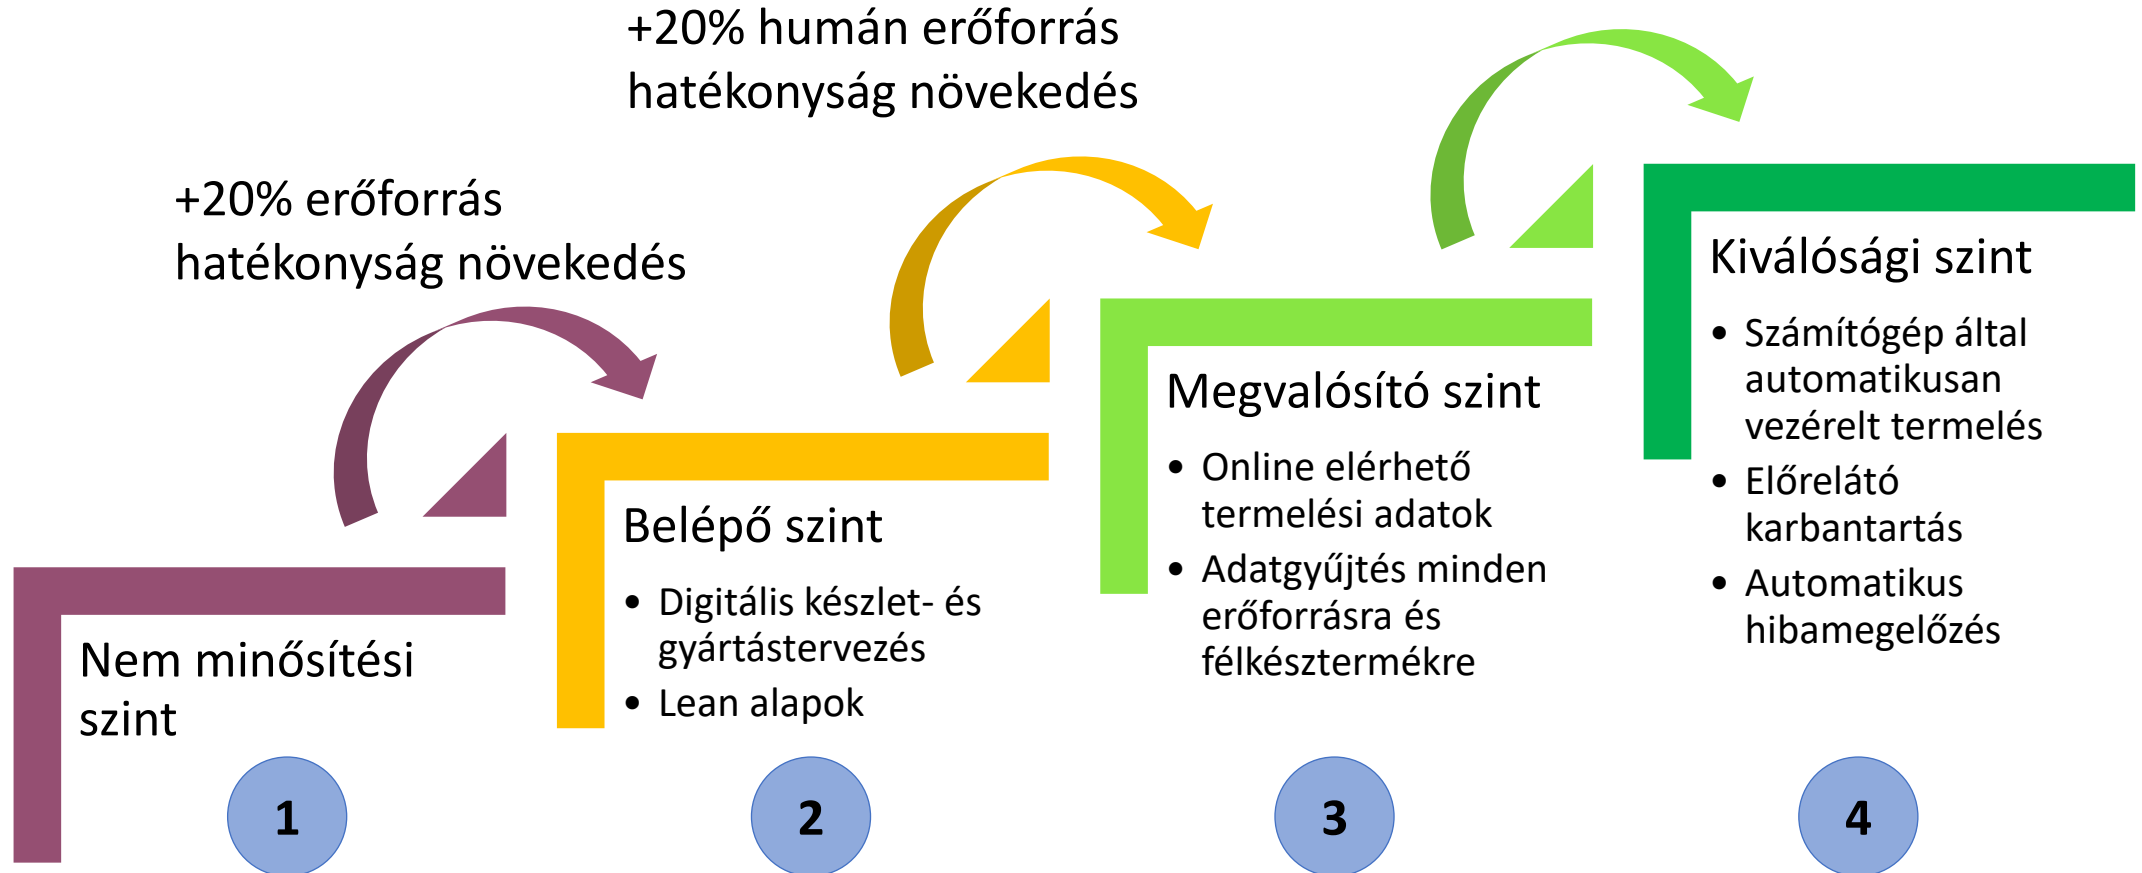 +20% humán erőforrás
hatékonyság növekedés
+20% erőforrás
hatékonyság növekedés
Nem minősítési
szint
Belépő szint
• Digitális készlet- és
gyártástervezés
• Lean alapok
Megvalósító szint
• Online elérhető
termelési adatok
• Adatgyűjtés minden
erőforrásra és
félkésztermékre
Kiválósági szint
• Számítógép által
automatikusan
vezérelt termelés
• Előrelátó
karbantartás
• Automatikus
hibamegelőzés
1
2
3
4